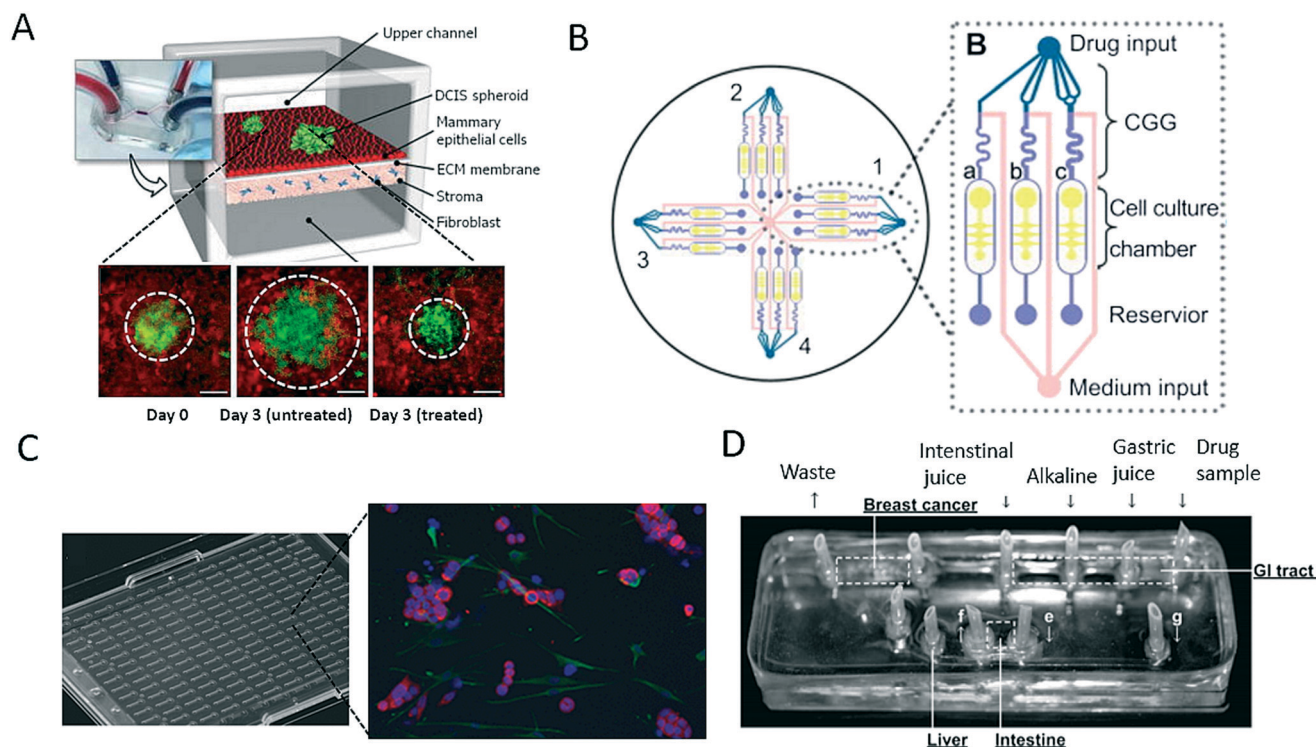 A
Upper channel
DCIS spheroid
Mammary
epithelial cells
ECM membrane
Stroma
Fibroblast
Day 0
Day 3 (untreated)
Day 3 (treated)
B
2
1
3
4
B
Drug input
CGG
a
b
c
Cell culture
chamber
Reservior
Medium input
C
D
Waste
Intenstinal
juice
Alkaline
Gastric
juice
Drug
sample
Breast cancer
GI tract
f
e
g
Liver
Intestine